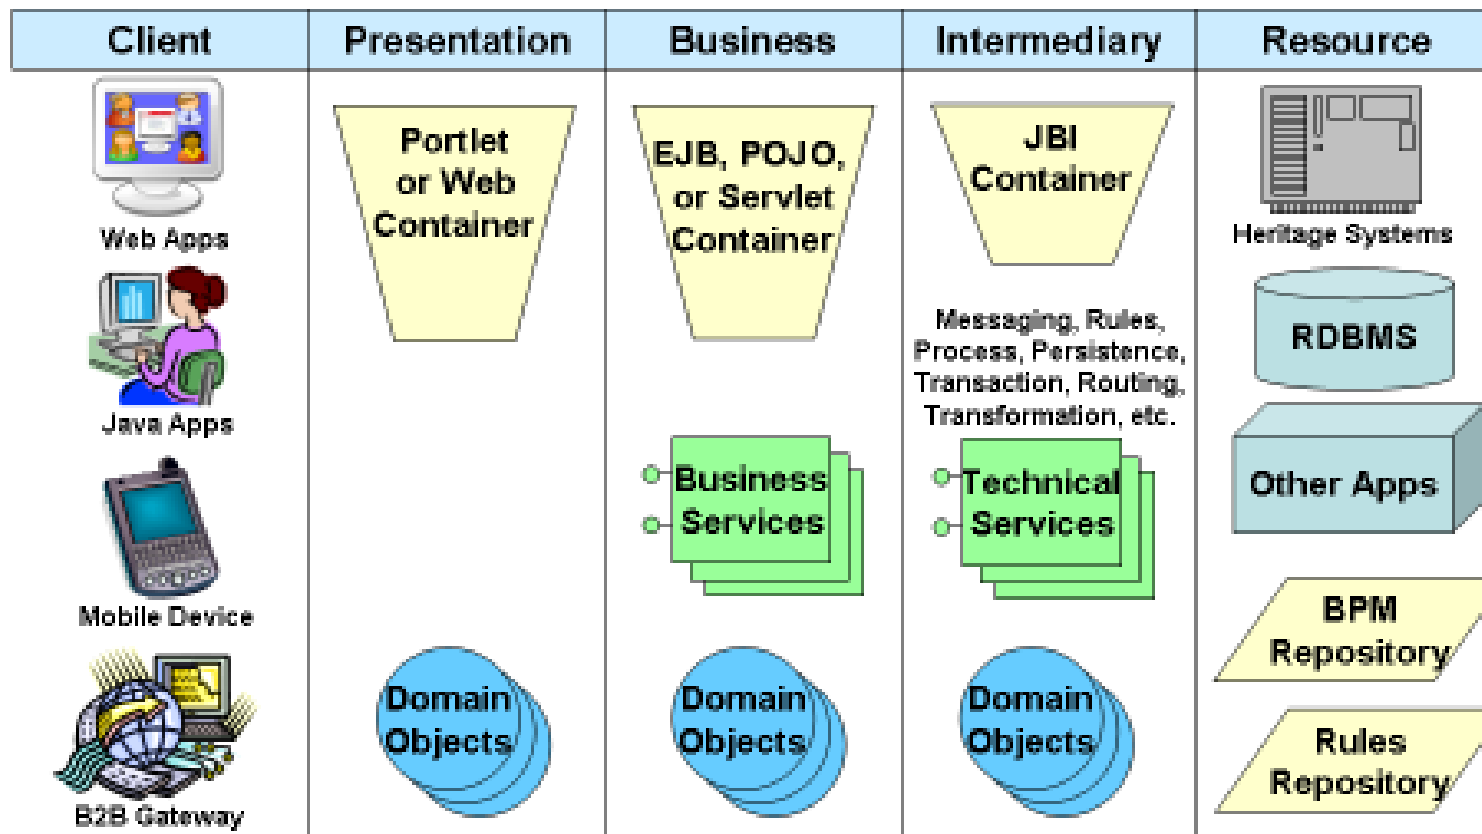 Client
Presentation
Business
Intermediary
Resource
Web Apps
Java Apps
Mobile Device
B2B Gateway
Portlet
or Web
Container
Domain
Objects
EJB, POJO,
or Servlet
Container
Business
Services
Domain
Objects
JBI
Container
Messaging, Rules,
Process, Persistence,
Transaction, Routing,
Transformation, etc.
Technical
Services
Domain
Objects
Heritage Systems
RDBMS
Other Apps
BPM
Repository
Rules
Repository